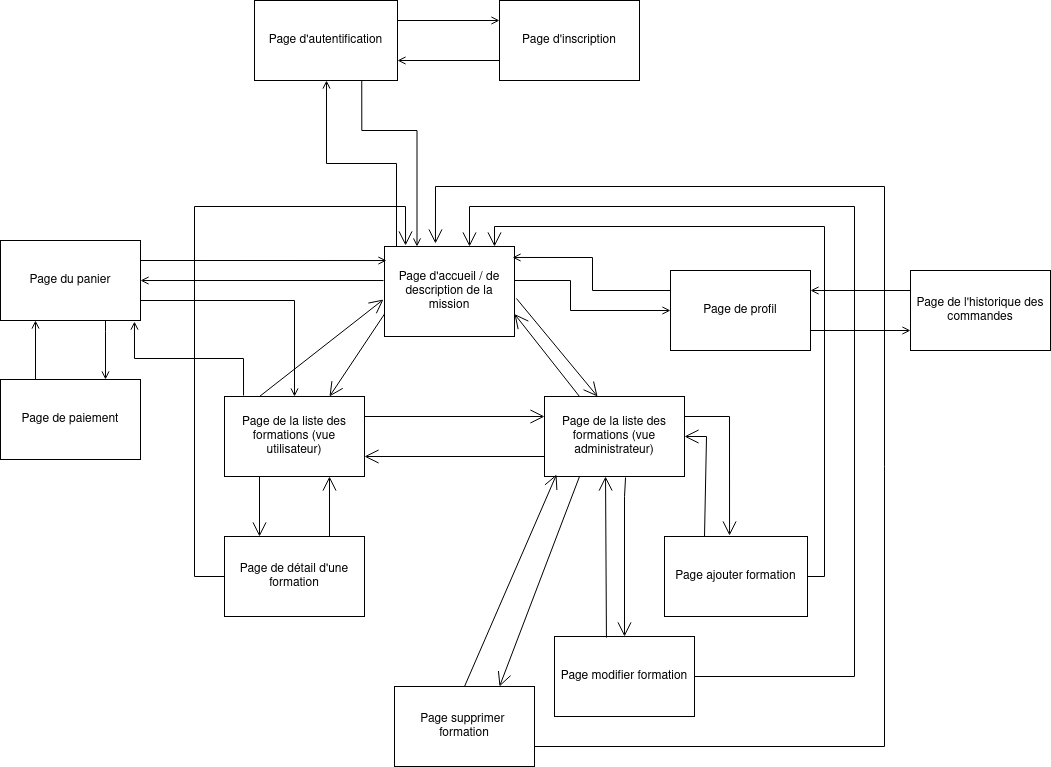 Page d'autentification
Page d'inscription
Page du panier
Page d'accueil / de
description de la
mission
Page de profil
Page de l'historique des
commandes
Page de paiement
Page de la liste des
formations (vue
utilisateur)
Page de la liste des
formations (vue
administrateur)
Page de détail d'une
formation
Page ajouter formation
Page modifier formation
Page supprimer
formation